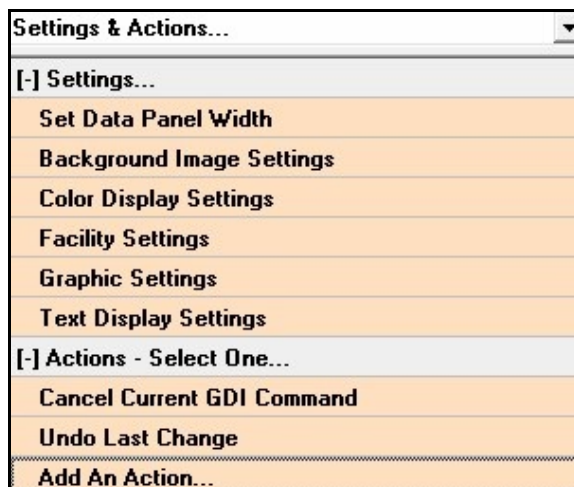 Settings & Actions...
[-] Settings...
Set Data Panel Width
Background Image Settings
Color Display Settings
Facility Settings
Graphic Settings
Text Display Settings
[-] Actions - Select One...
Cancel Current GDI Command
Undo Last Change
Add An Action...